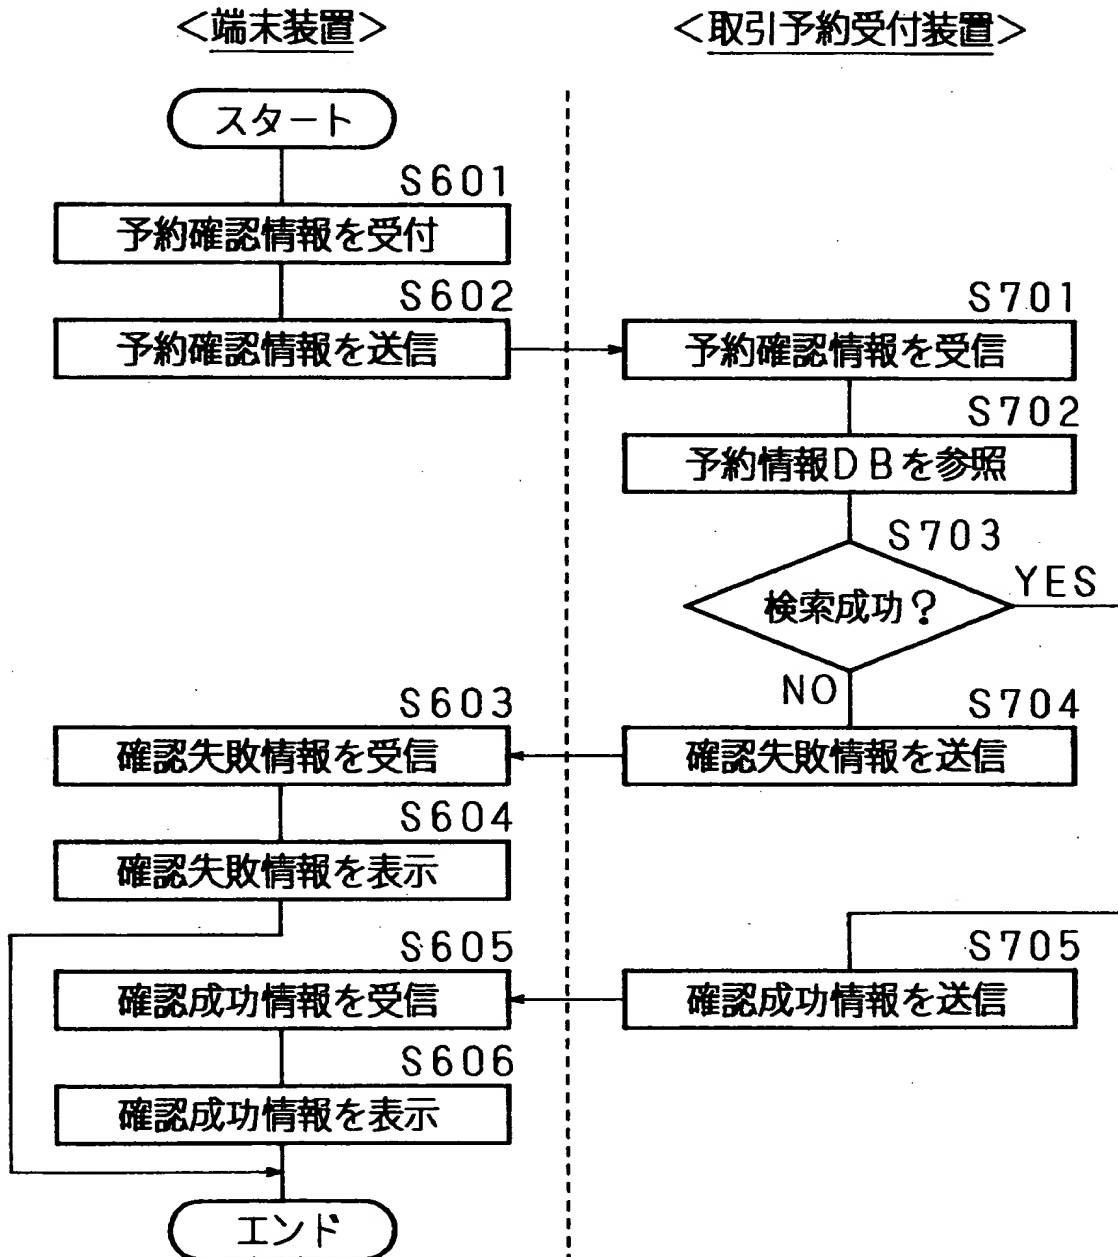 <端末装置>
<取引予約受付装置>
スタート
S601
予約確認情報を受付
S602
予約確認情報を送信
S701
予約確認情報を受信
S702
予約情報DBを参照
S703
検索成功?
YES
NO
S704
確認失敗情報を送信
S603
確認失敗情報を受信
S604
確認失敗情報を表示
S705
確認成功情報を送信
S605
確認成功情報を受信
S606
確認成功情報を表示
エンド